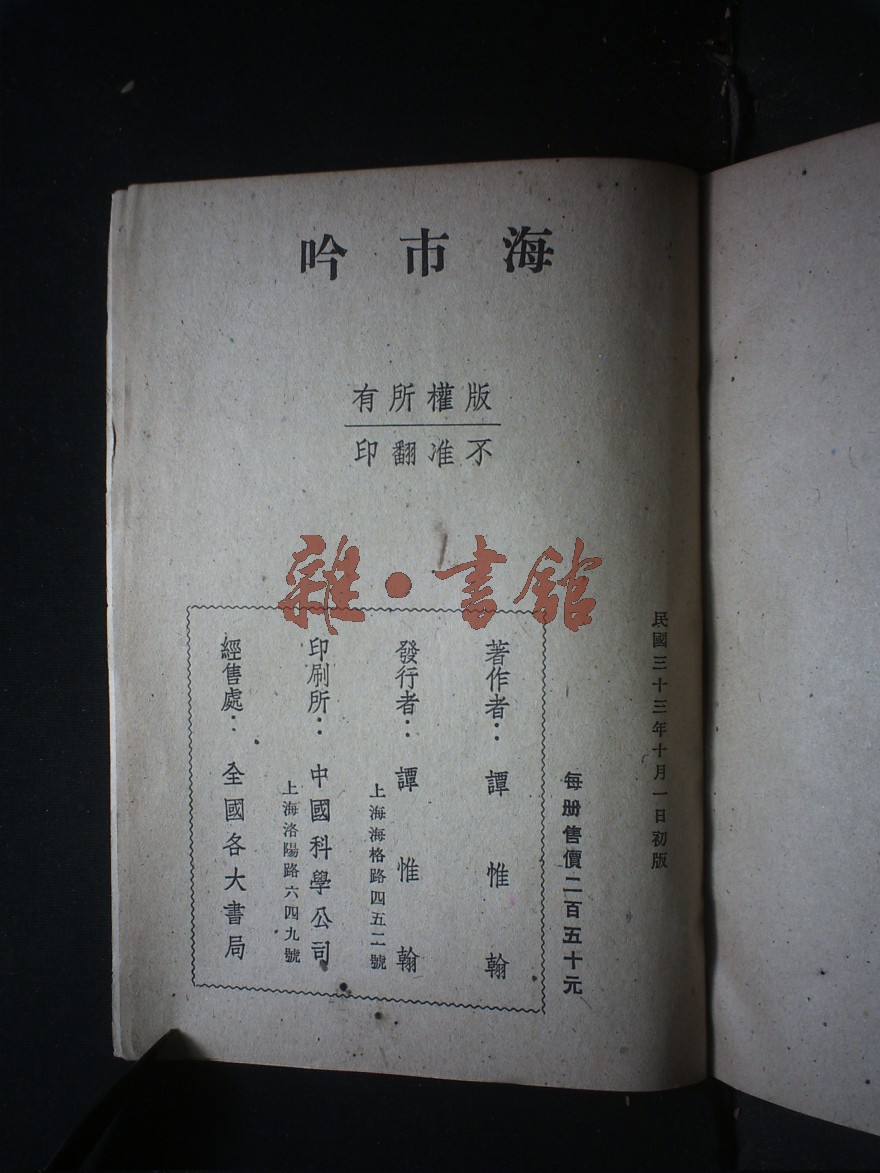 海市吟
版權所有
不准翻印
雜·書館
民國三十三年十月一日初版
每册售價二百五十元
著作者：譚惟翰
發行者：譚惟翰
上海海格路四五二號
印刷所：中國科學公司
上海洛陽路六四九號
經售處：全國各大書局